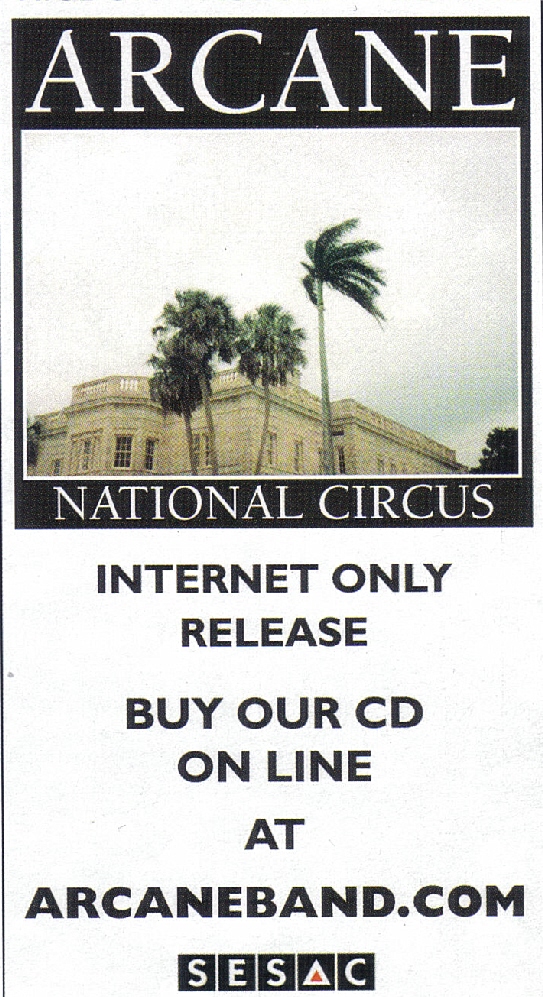 ARCANE
NATIONAL CIRCUS
INTERNET ONLY
RELEASE
BUY OUR CD
ON LINE
AT
ARCANEBAND.COM
SESAC